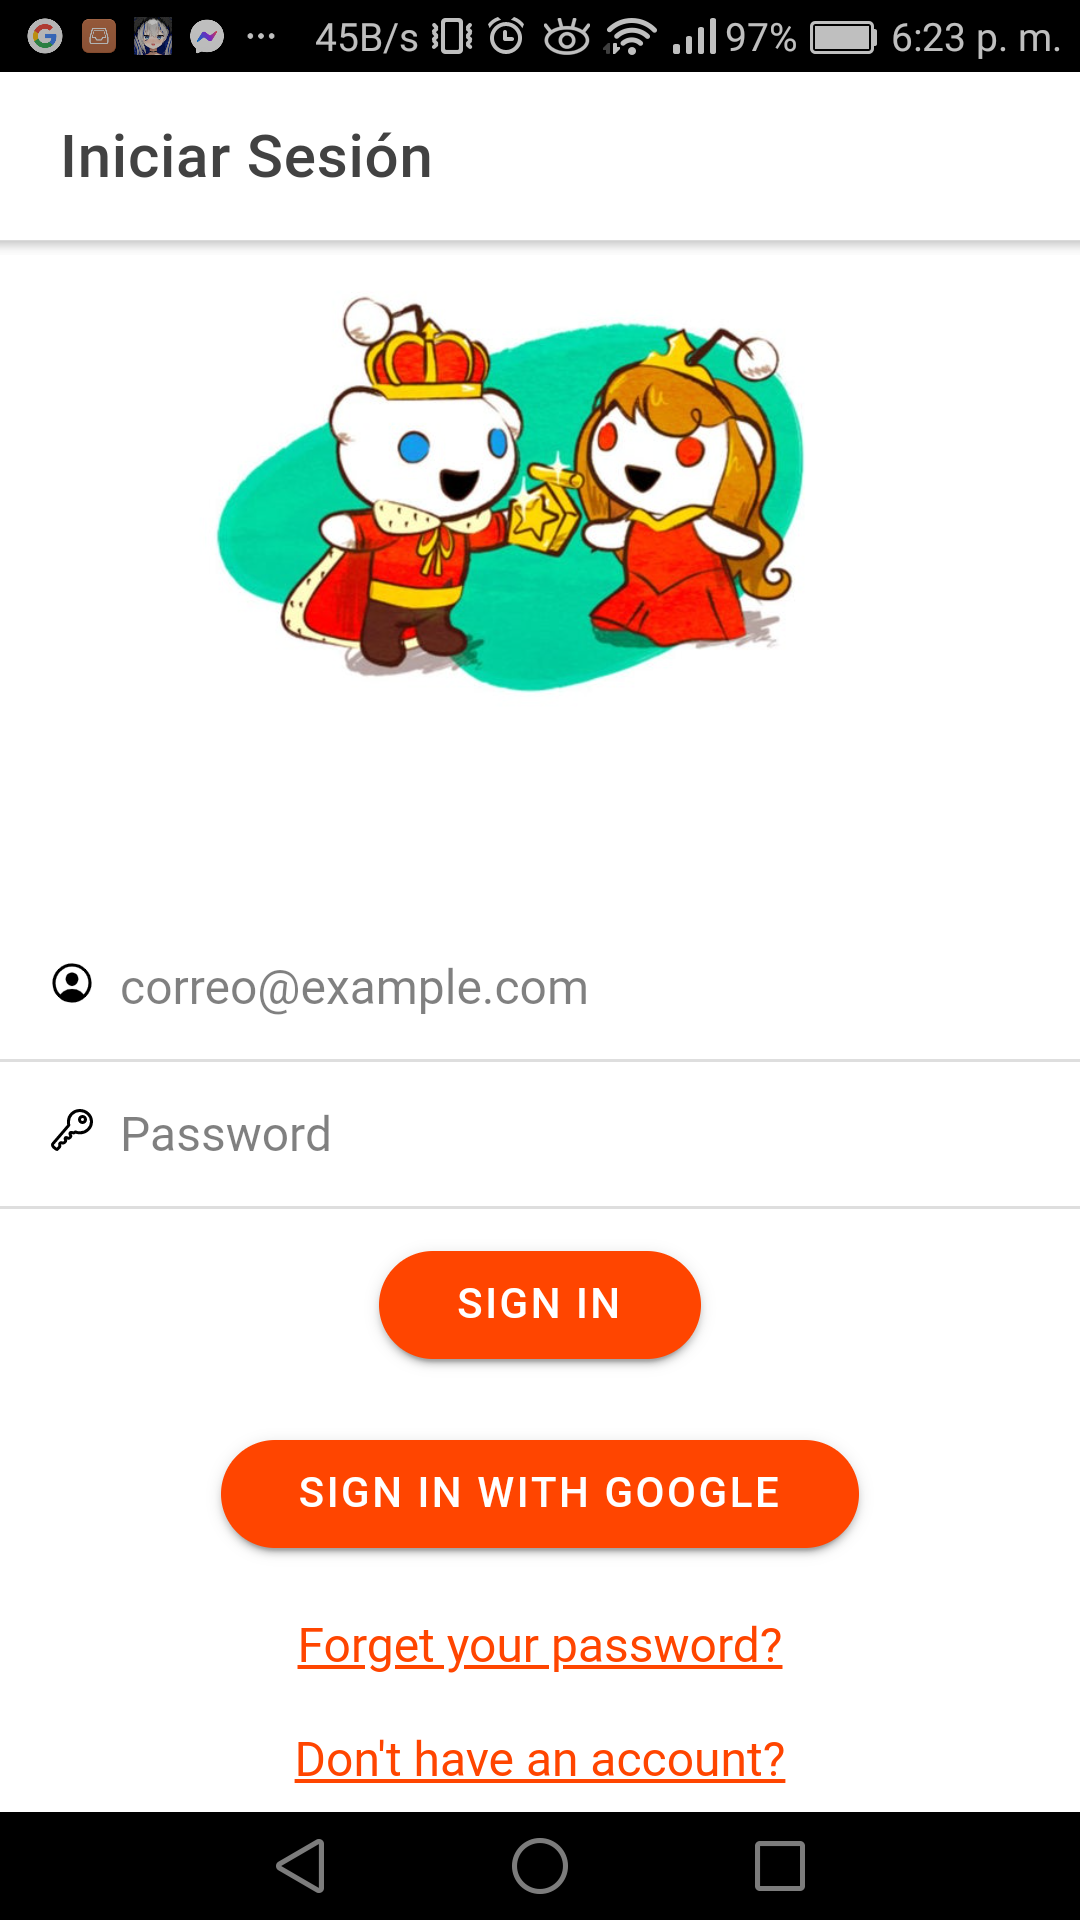 45B/s 97% 6:23 p. m.
Iniciar Sesión
correo@example.com
Password
SIGN IN
SIGN IN WITH GOOGLE
Forget your password?
Don't have an account?